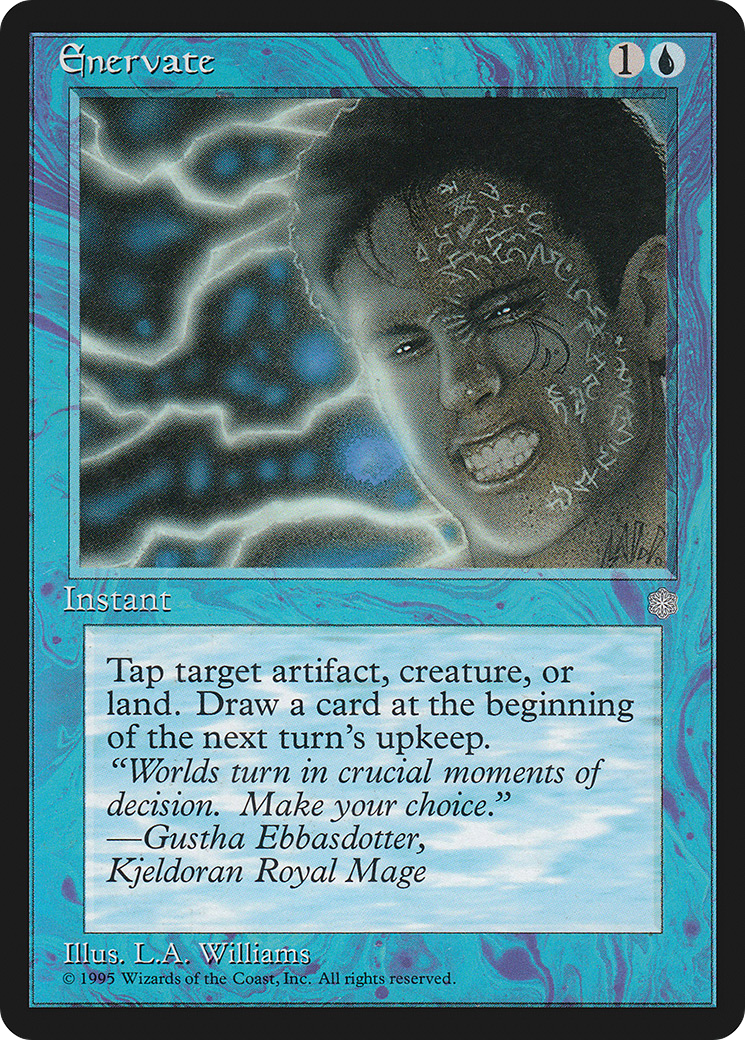 Enervate
1
Instant
Tap target artifact, creature, or
land. Draw a card at the beginning
of the next turn's upkeep.
“Worlds turn in crucial moments of
decision. Make your choice.”
—Gustha Ebbasdotter,
Kjeldoran Royal Mage
Illus. L.A. Williams
© 1995 Wizards of the Coast, Inc. All rights reserved.